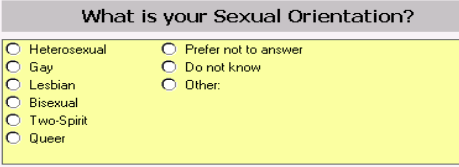 What is your Sexual Orientation?
Heterosexual
Gay
Lesbian
Bisexual
Two-Spirit
Queer
Prefer not to answer
Do not know
Other: